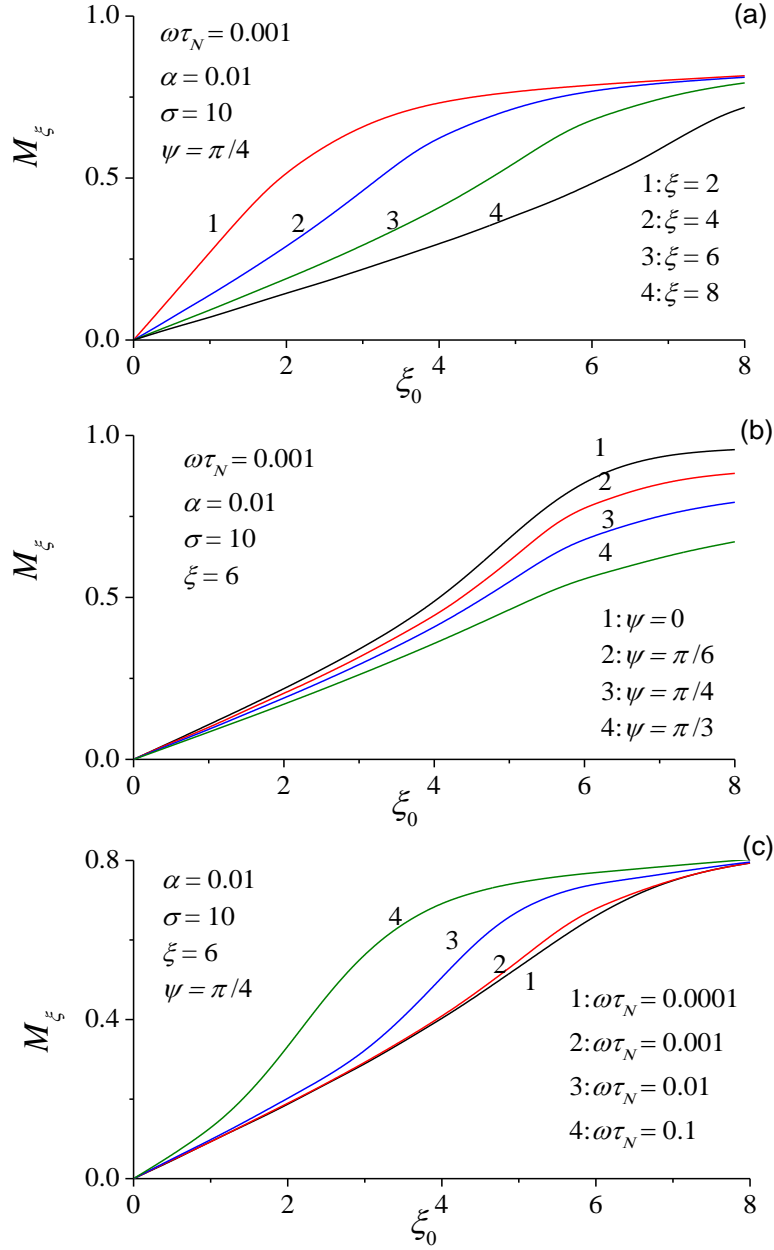 (a)
ωτ_N = 0.001
α = 0.01
σ = 10
ψ = π/4
M_ξ
1.0
0.5
0.0
1
2
3
4
1: ξ = 2
2: ξ = 4
3: ξ = 6
4: ξ = 8
0 2 4 6 8
ξ_0
(b)
ωτ_N = 0.001
α = 0.01
σ = 10
ξ = 6
M_ξ
1.0
0.5
0.0
1
2
3
4
1: ψ = 0
2: ψ = π/6
3: ψ = π/4
4: ψ = π/3
0 2 4 6 8
ξ_0
(c)
α = 0.01
σ = 10
ξ = 6
ψ = π/4
M_ξ
0.8
0.4
0.0
4
3
2
1
1: ωτ_N = 0.0001
2: ωτ_N = 0.001
3: ωτ_N = 0.01
4: ωτ_N = 0.1
0 2 4 6 8
ξ_0